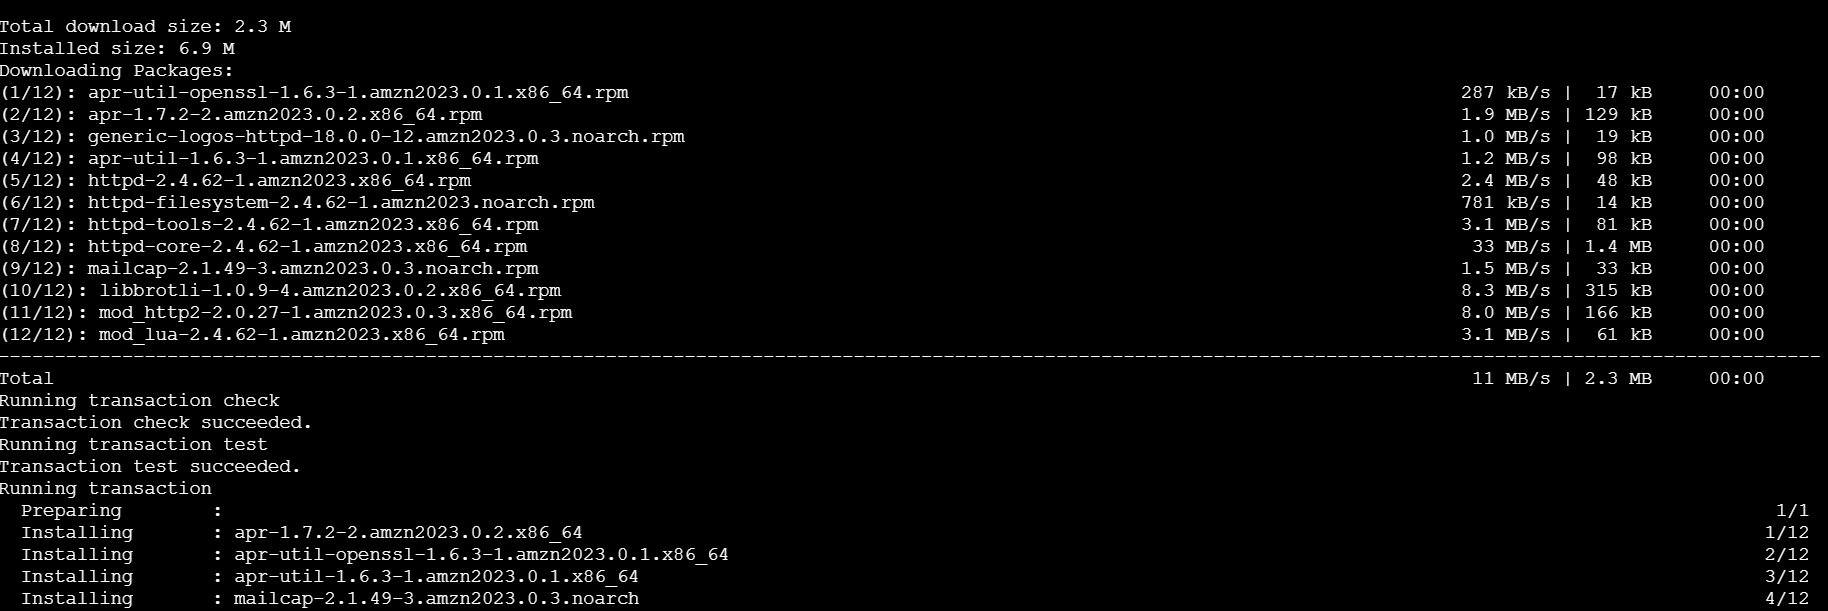 Total download size: 2.3 M
Installed size: 6.9 M
Downloading Packages:
(1/12): apr-util-openssl-1.6.3-1.amzn2023.0.1.x86_64.rpm 287 kB/s | 17 kB 00:00
(2/12): apr-1.7.2-2.amzn2023.0.2.x86_64.rpm 1.9 MB/s | 129 kB 00:00
(3/12): generic-logos-httpd-18.0.0-12.amzn2023.0.3.noarch.rpm 1.0 MB/s | 19 kB 00:00
(4/12): apr-util-1.6.3-1.amzn2023.0.1.x86_64.rpm 1.2 MB/s | 98 kB 00:00
(5/12): httpd-2.4.62-1.amzn2023.x86_64.rpm 2.4 MB/s | 48 kB 00:00
(6/12): httpd-filesystem-2.4.62-1.amzn2023.noarch.rpm 781 kB/s | 14 kB 00:00
(7/12): httpd-tools-2.4.62-1.amzn2023.x86_64.rpm 3.1 MB/s | 81 kB 00:00
(8/12): httpd-core-2.4.62-1.amzn2023.x86_64.rpm 33 MB/s | 1.4 MB 00:00
(9/12): mailcap-2.1.49-3.amzn2023.0.3.noarch.rpm 1.5 MB/s | 33 kB 00:00
(10/12): libbrotli-1.0.9-4.amzn2023.0.2.x86_64.rpm 8.3 MB/s | 315 kB 00:00
(11/12): mod_http2-2.0.27-1.amzn2023.0.3.x86_64.rpm 8.0 MB/s | 166 kB 00:00
(12/12): mod_lua-2.4.62-1.amzn2023.x86_64.rpm 3.1 MB/s | 61 kB 00:00
Total 11 MB/s | 2.3 MB 00:00
Running transaction check
Transaction check succeeded.
Running transaction test
Transaction test succeeded.
Running transaction
Preparing : 1/1
Installing : apr-1.7.2-2.amzn2023.0.2.x86_64 1/12
Installing : apr-util-openssl-1.6.3-1.amzn2023.0.1.x86_64 2/12
Installing : apr-util-1.6.3-1.amzn2023.0.1.x86_64 3/12
Installing : mailcap-2.1.49-3.amzn2023.0.3.noarch 4/12